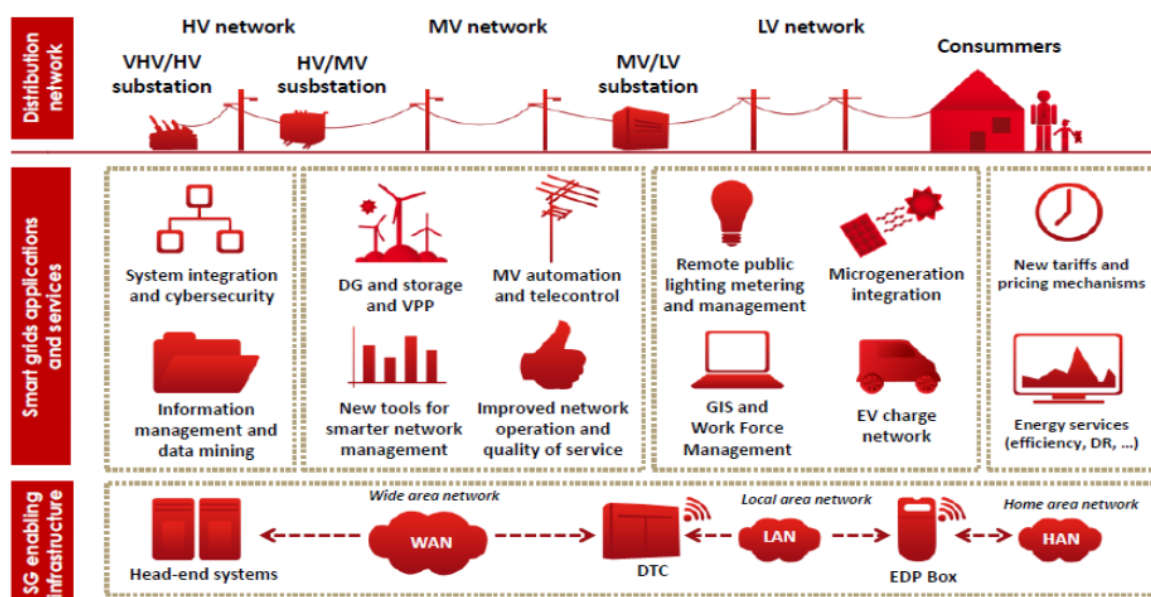 Distribution
network
HV network
MV network
LV network
VHV/HV
substation
HV/MV
susbstation
MV/LV
substation
Consummers
Smart grids applications
and services
System integration
and cybersecurity
DG and storage
and VPP
MV automation
and telecontrol
Remote public
lighting metering
and management
Microgeneration
integration
New tariffs and
pricing mechanisms
Information
management and
data mining
New tools for
smarter network
management
Improved network
operation and
quality of service
GIS and
Work Force
Management
EV charge
network
Energy services
(efficiency, DR, ...)
SG enabling
infrastructure
Wide area network
Local area network
Home area network
WAN
LAN
HAN
Head-end systems
DTC
EDP Box